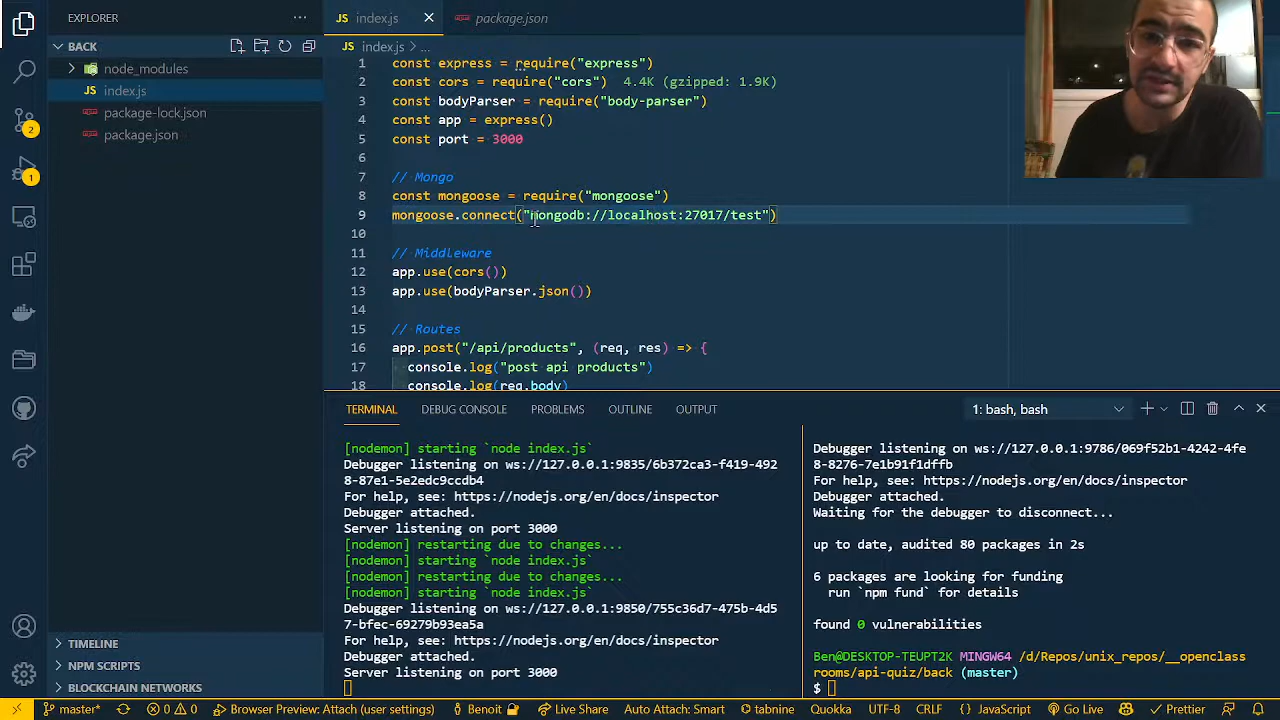 EXPLORER
BACK
node_modules
JS index.js
package-lock.json
package.json
TIMELINE
NPM SCRIPTS
BLOCKCHAIN NETWORKS
2
1
JS index.js
package.json
JS index.js > ...
1 const express = require("express")
2 const cors = require("cors") 4.4K (gzipped: 1.9K)
3 const bodyParser = require("body-parser")
4 const app = express()
5 const port = 3000
6
7 // Mongo
8 const mongoose = require("mongoose")
9 mongoose.connect("mongodb://localhost:27017/test")
10
11 // Middleware
12 app.use(cors())
13 app.use(bodyParser.json())
14
15 // Routes
16 app.post("/api/products", (req, res) => {
17 console.log("post api products")
18 console.log(req.body)
TERMINAL DEBUG CONSOLE PROBLEMS OUTLINE OUTPUT
1: bash, bash
[nodemon] starting `node index.js`
Debugger listening on ws://127.0.0.1:9835/6b372ca3-f419-492
8-87e1-5e2edc9ccdb4
For help, see: https://nodejs.org/en/docs/inspector
Debugger attached.
Server listening on port 3000
[nodemon] restarting due to changes...
[nodemon] starting `node index.js`
[nodemon] restarting due to changes...
[nodemon] starting `node index.js`
Debugger listening on ws://127.0.0.1:9850/755c36d7-475b-4d5
7-bfec-69279b93ea5a
For help, see: https://nodejs.org/en/docs/inspector
Debugger attached.
Server listening on port 3000
Debugger listening on ws://127.0.0.1:9786/069f52b1-4242-4fe
8-8276-7e1b91f1dffb
For help, see: https://nodejs.org/en/docs/inspector
Debugger attached.
Waiting for the debugger to disconnect...
up to date, audited 80 packages in 2s
6 packages are looking for funding
run `npm fund` for details
found 0 vulnerabilities
Ben@DESKTOP-TEUPT2K MINGW64 /d/Repos/unix_repos/__openclass
rooms/api-quiz/back (master)
$
master* 0 0 Browser Preview: Attach (user settings) Benoit Live Share Auto Attach: Smart tabnine Quokka UTF-8 CRLF JavaScript Go Live Prettier